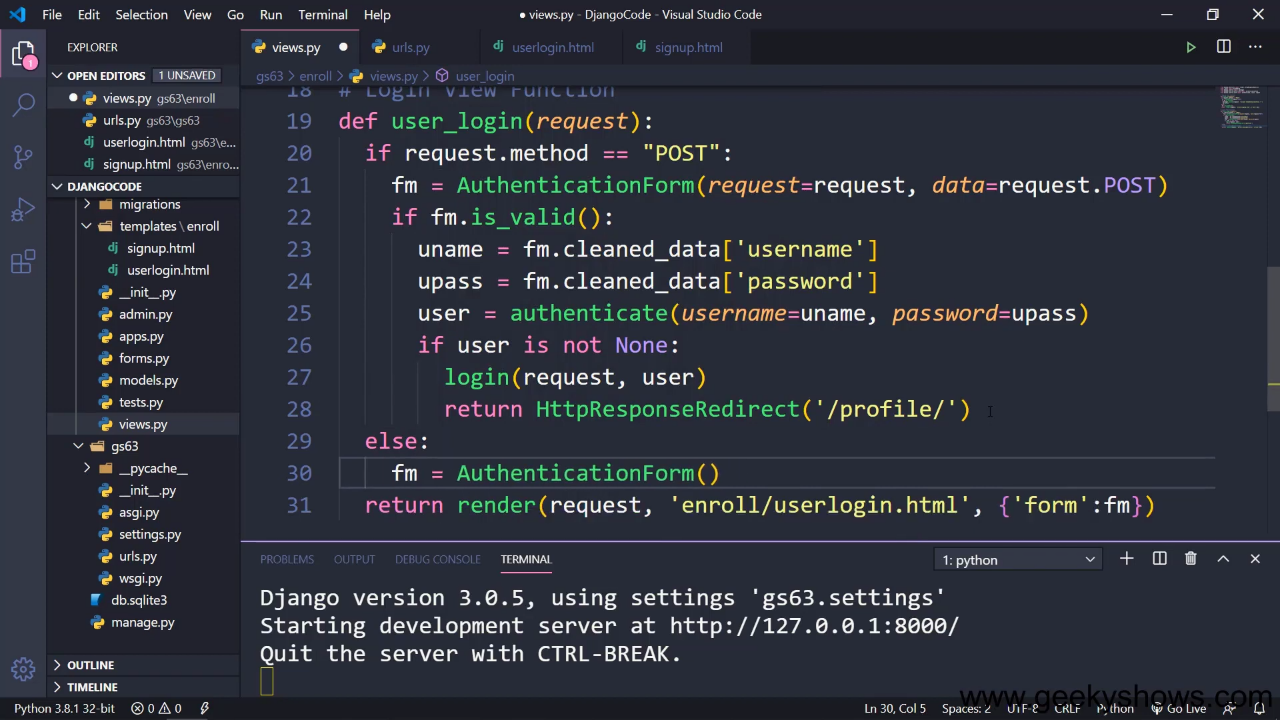 File Edit Selection View Go Run Terminal Help
● views.py - DjangoCode - Visual Studio Code
EXPLORER
OPEN EDITORS 1 UNSAVED
views.py gs63\enroll
urls.py gs63\gs63
userlogin.html gs63\e...
signup.html gs63\enro...
DJANGOCODE
migrations
templates \ enroll
signup.html
userlogin.html
__init__.py
admin.py
apps.py
forms.py
models.py
tests.py
views.py
gs63
__pycache__
__init__.py
asgi.py
settings.py
urls.py
wsgi.py
db.sqlite3
manage.py
OUTLINE
TIMELINE
1
views.py urls.py userlogin.html signup.html
gs63 > enroll > views.py > user_login
18 # Login View Function
19 def user_login(request):
20 if request.method == "POST":
21 fm = AuthenticationForm(request=request, data=request.POST)
22 if fm.is_valid():
23 uname = fm.cleaned_data['username']
24 upass = fm.cleaned_data['password']
25 user = authenticate(username=uname, password=upass)
26 if user is not None:
27 login(request, user)
28 return HttpResponseRedirect('/profile/')
29 else:
30 fm = AuthenticationForm()
31 return render(request, 'enroll/userlogin.html', {'form':fm})
PROBLEMS OUTPUT DEBUG CONSOLE TERMINAL 1: python
Django version 3.0.5, using settings 'gs63.settings'
Starting development server at http://127.0.0.1:8000/
Quit the server with CTRL-BREAK.
www.geekyshows.com
Python 3.8.1 32-bit 0 0 Ln 30, Col 5 Spaces: 2 UTF-8 CRLF Python Go Live